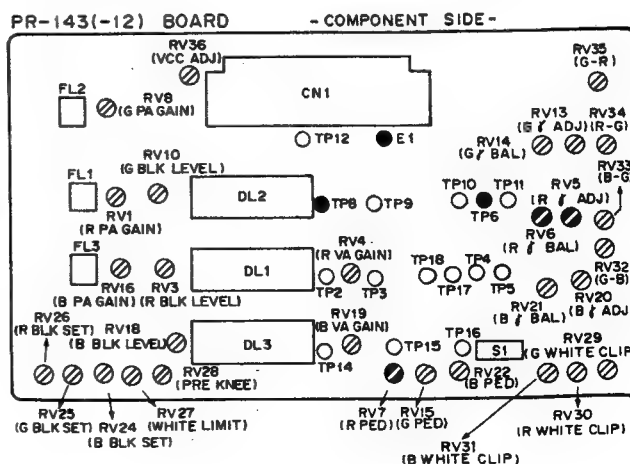 PR-143(-12) BOARD - COMPONENT SIDE -
RV36
(VCC ADJ)
RV35
(G-R)
FL2
RV8
(G PA GAIN)
CN1
RV13
(G γ ADJ)
RV34
(R-G)
TP12
E1
RV14
(G γ BAL)
RV33
(B-G)
RV10
(G BLK LEVEL)
FL1
DL2
TP10
TP11
RV5
(R γ ADJ)
TP8
TP9
TP6
RV1
(R PA GAIN)
RV6
(R γ BAL)
FL3
RV4
(R VA GAIN)
DL1
TP18
TP4
RV32
(G-B)
TP2
TP3
TP17
TP5
RV16
(B PA GAIN)
RV3
(R BLK LEVEL)
RV21
(B γ BAL)
RV20
(B γ ADJ)
RV26
(R BLK SET)
RV18
(B BLK LEVEL)
RV19
(B VA GAIN)
TP16
RV29
(G WHITE CLIP)
DL3
TP15
S1
TP14
RV28
(PRE KNEE)
RV22
(B PED)
RV25
(G BLK SET)
RV24
(B BLK SET)
RV27
(WHITE LIMIT)
RV7
(R PED)
RV15
(G PED)
RV31
(B WHITE CLIP)
RV30
(R WHITE CLIP)